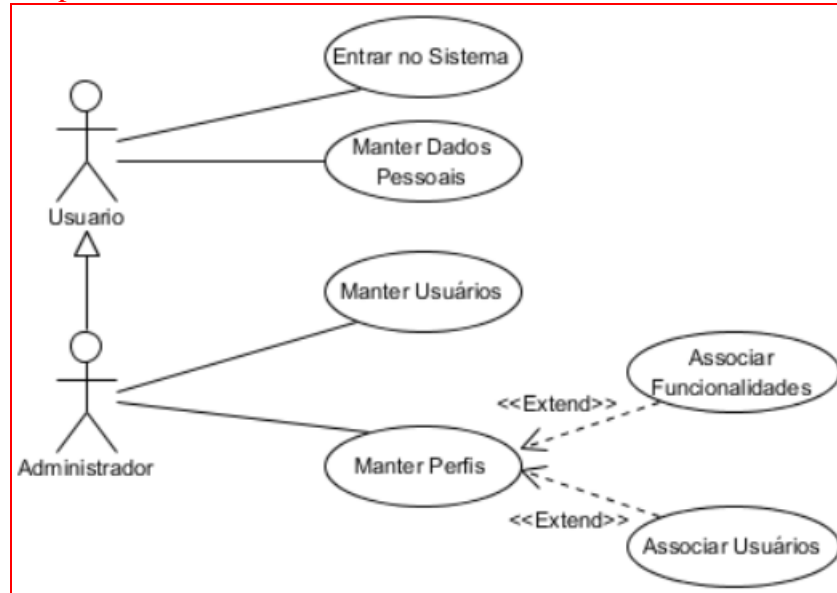 Entrar no Sistema
Manter Dados
Pessoais
Usuario
Manter Usuários
Associar
Funcionalidades
<<Extend>>
Manter Perfis
Administrador
<<Extend>>
Associar Usuários